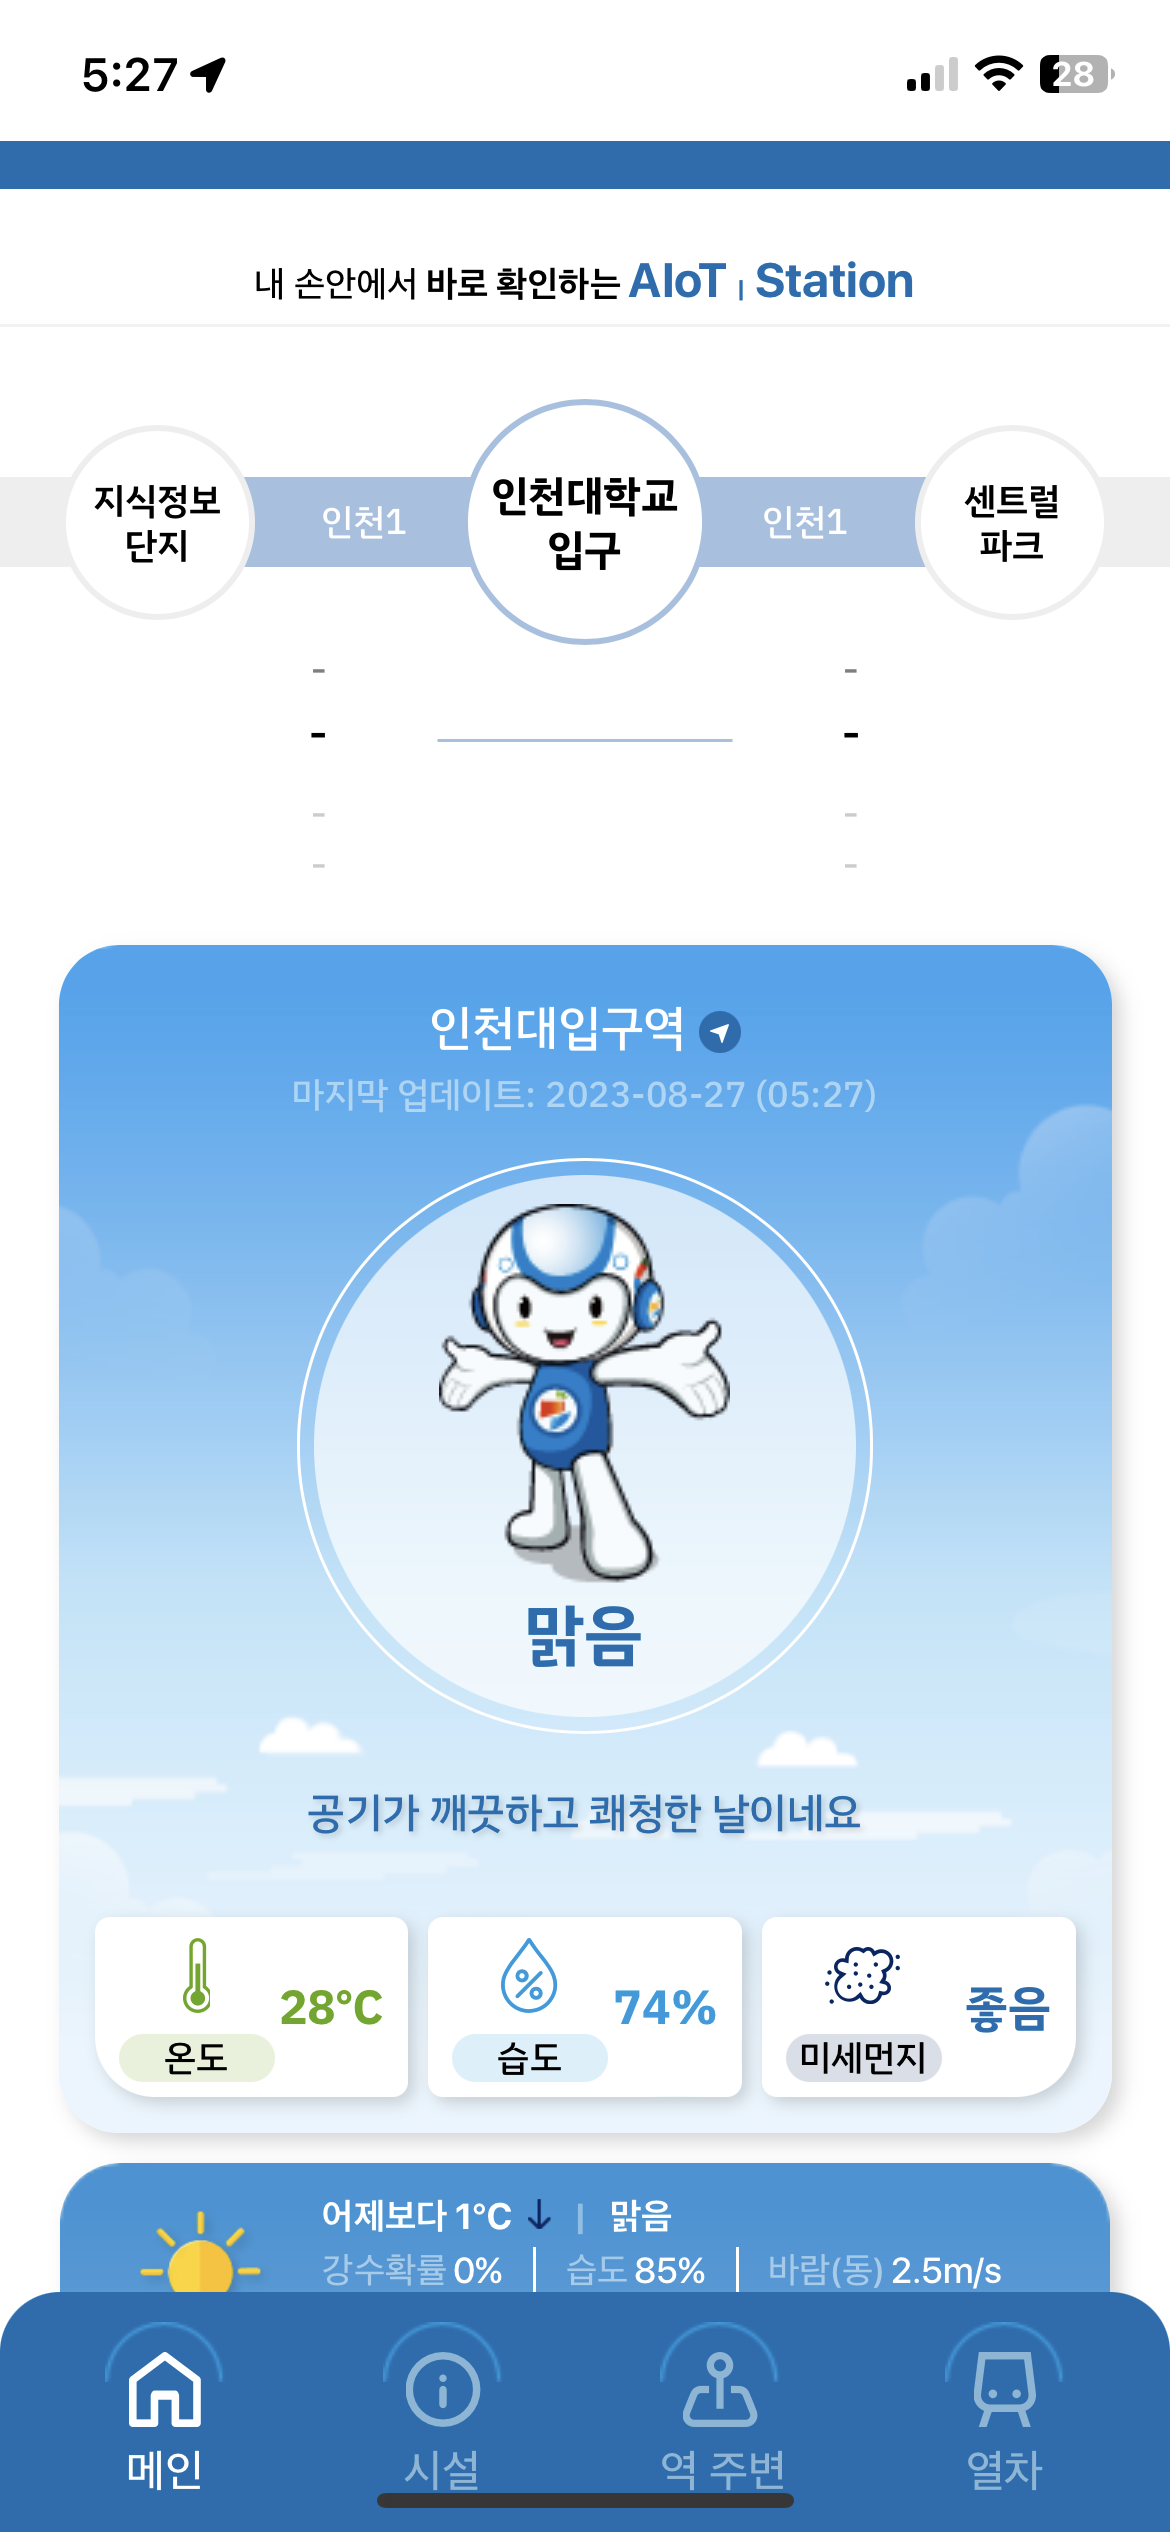 5:27
28
내 손안에서 바로 확인하는 AIoT | Station
지식정보
단지
인천1
인천대학교
입구
인천1
센트럴
파크
- -
- -
- -
- -
인천대입구역
마지막 업데이트: 2023-08-27 (05:27)
맑음
공기가 깨끗하고 쾌청한 날이네요
28°C
온도
74%
습도
좋음
미세먼지
어제보다 1°C ↓ | 맑음
강수확률 0% | 습도 85% | 바람(동) 2.5m/s
메인 시설 역 주변 열차